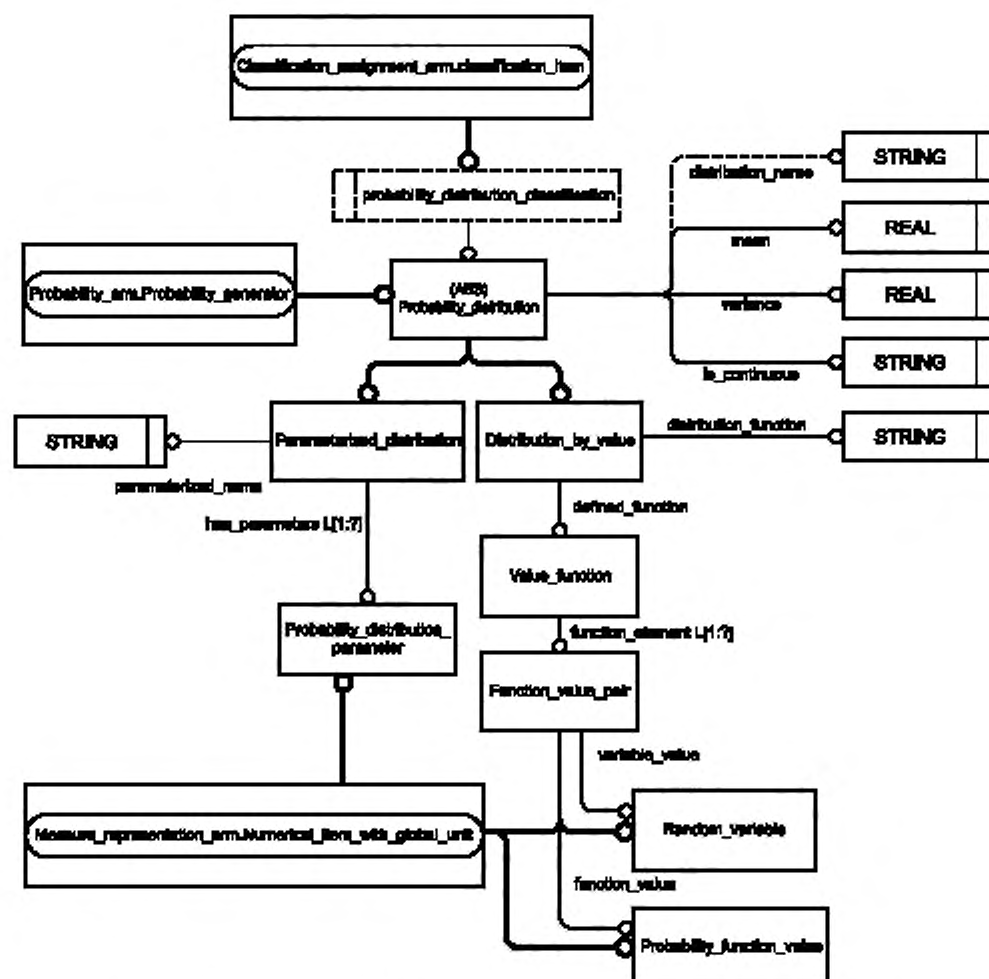 Classification_assignment_arm.classification_item
probability_distribution_classification
distribution_name
STRING
mean
REAL
Probability_arm.Probability_generator
(ABS)
Probability_distribution
variance
REAL
is_continuous
STRING
STRING
parameterized_name
Parameterized_distribution
Distribution_by_value
distribution_function
STRING
has_parameters L[1:?]
defined_function
Value_function
Probability_distribution_
parameter
function_element L[1:?]
Function_value_pair
variable_value
Measure_representation_arm.Numerical_item_with_global_unit
Random_variable
function_value
Probability_function_value